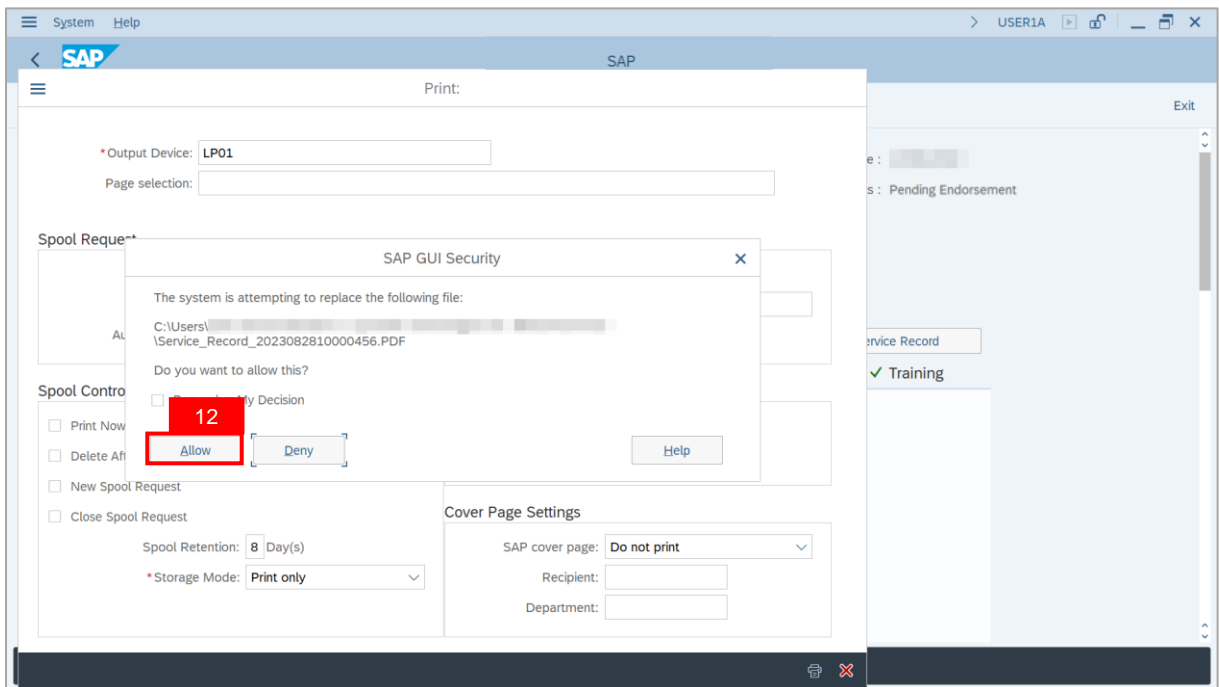 System Help
USER1A
SAP
SAP
Print:
Exit
*Output Device: LP01
Page selection:
e :
s : Pending Endorsement
Spool Request
SAP GUI Security
The system is attempting to replace the following file:
C:\Users\
\Service_Record_2023082810000456.PDF
Au
Do you want to allow this?
ervice Record
Training
Spool Contro
My Decision
12
Print Now
Allow Deny Help
Delete Aft
New Spool Request
Close Spool Request
Cover Page Settings
Spool Retention: 8 Day(s)
SAP cover page: Do not print
*Storage Mode: Print only
Recipient:
Department: